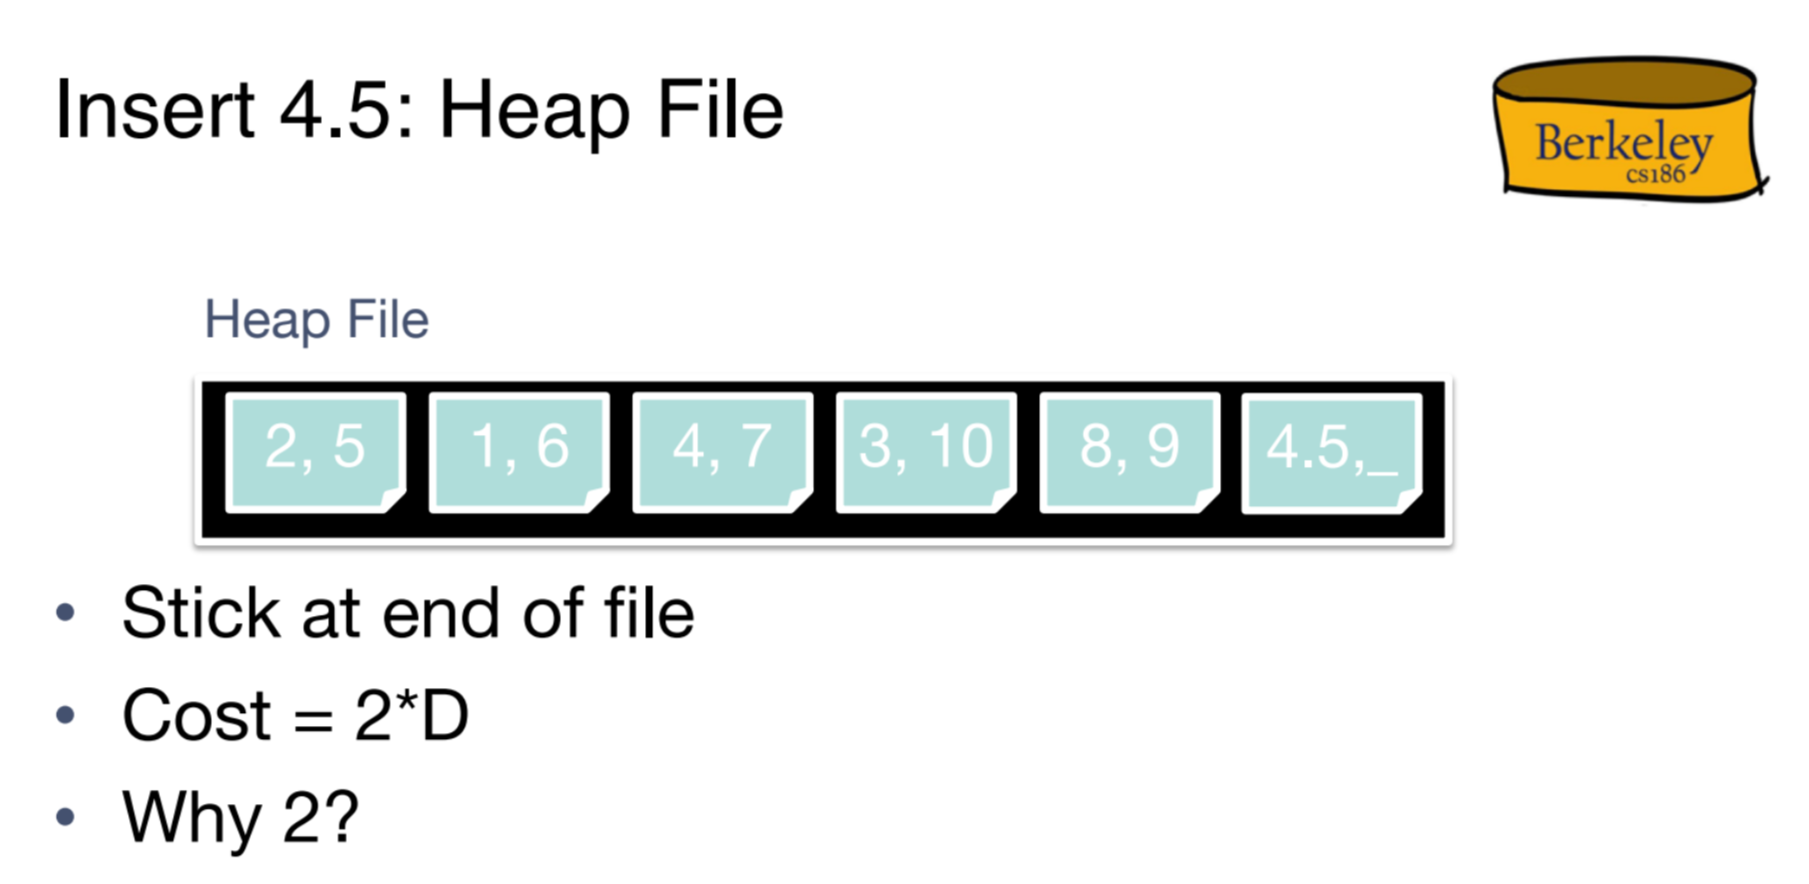 Insert 4.5: Heap File
Berkeley
cs186
Heap File
2, 5
1, 6
4, 7
3, 10
8, 9
4.5,_
• Stick at end of file
• Cost = 2*D
• Why 2?